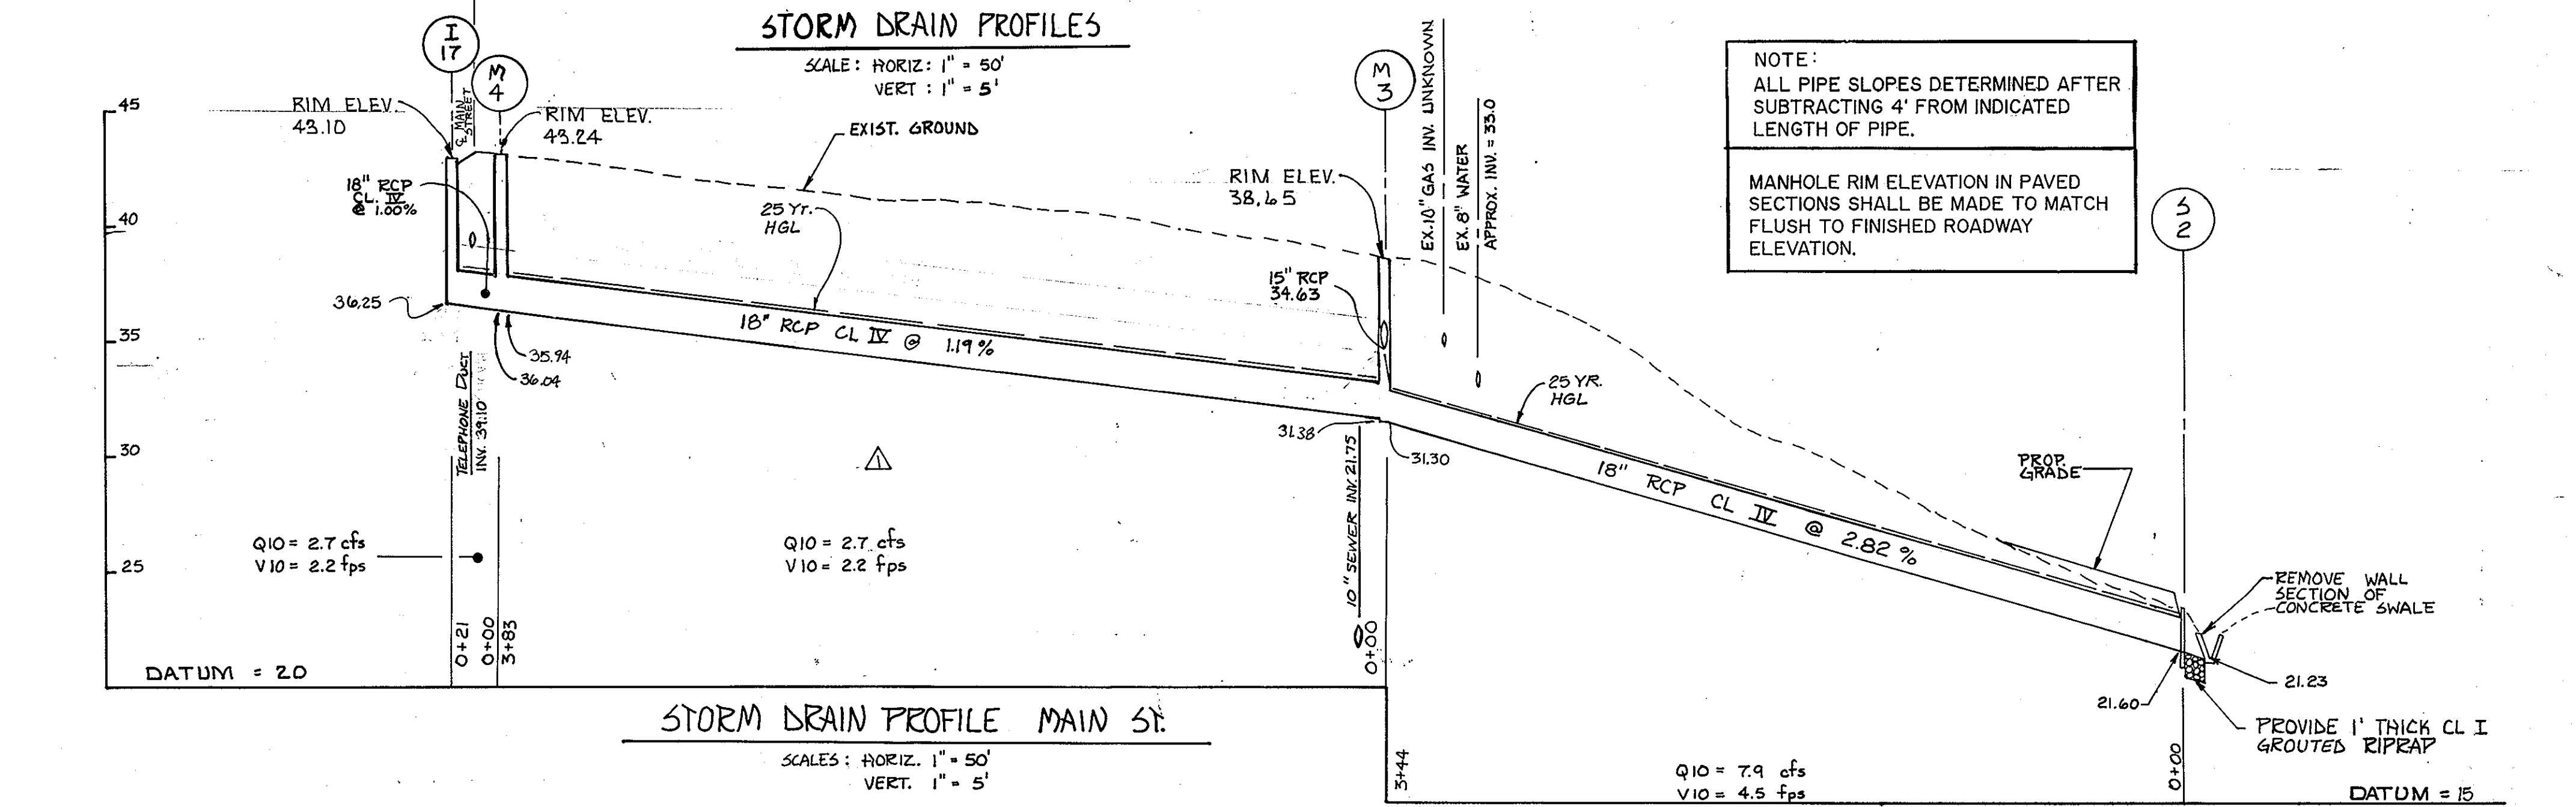 STORM DRAIN PROFILES
SCALE: HORIZ: 1" = 50'
VERT : 1" = 5'
I
17
M
4
M
3
S
2
NOTE:
ALL PIPE SLOPES DETERMINED AFTER
SUBTRACTING 4' FROM INDICATED
LENGTH OF PIPE.
MANHOLE RIM ELEVATION IN PAVED
SECTIONS SHALL BE MADE TO MATCH
FLUSH TO FINISHED ROADWAY
ELEVATION.
45
40
35
30
25
DATUM = 20
RIM ELEV.
43.10
℄ MAIN
STREET
RIM ELEV.
43.24
EXIST. GROUND
18" RCP
CL. IV
@ 1.00%
25 Yr.
HGL
RIM ELEV.
38.65
15" RCP
34.63
EX.10" GAS INV. UNKNOWN
EX. 8" WATER
APPROX. INV. = 33.0
36.25
18" RCP CL IV @ 1.19%
35.94
36.04
TELEPHONE DUCT
INV. 39.10
25 YR.
HGL
31.38
31.30
10" SEWER INV. 21.75
18" RCP CL IV @ 2.82 %
PROP.
GRADE
1
Q10 = 2.7 cfs
V10 = 2.2 fps
Q10 = 2.7 cfs
V10 = 2.2 fps
REMOVE WALL
SECTION OF
CONCRETE SWALE
0+21
0+00
3+83
0+00
21.23
21.60
PROVIDE 1' THICK CL I
GROUTED RIPRAP
STORM DRAIN PROFILE MAIN ST.
SCALES: HORIZ. 1" = 50'
VERT. 1" = 5'
3+44
Q10 = 7.9 cfs
V10 = 4.5 fps
0+00
DATUM = 15